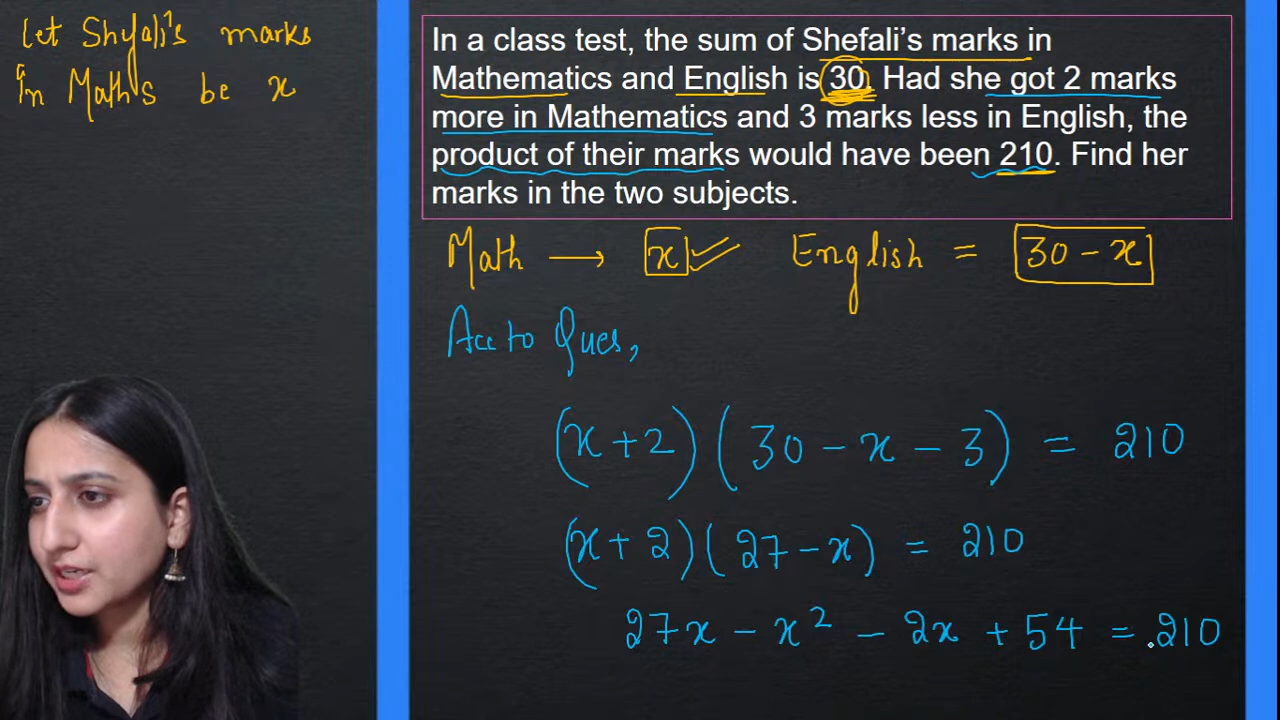 Let Shyali's marks
in Maths be x
In a class test, the sum of Shefali's marks in
Mathematics and English is 30. Had she got 2 marks
more in Mathematics and 3 marks less in English, the
product of their marks would have been 210. Find her
marks in the two subjects.
Math → x ✓ English = 30 - x
Acc to Ques,
(x + 2) (30 - x - 3) = 210
(x + 2) (27 - x) = 210
27x - x² - 2x + 54 = 210